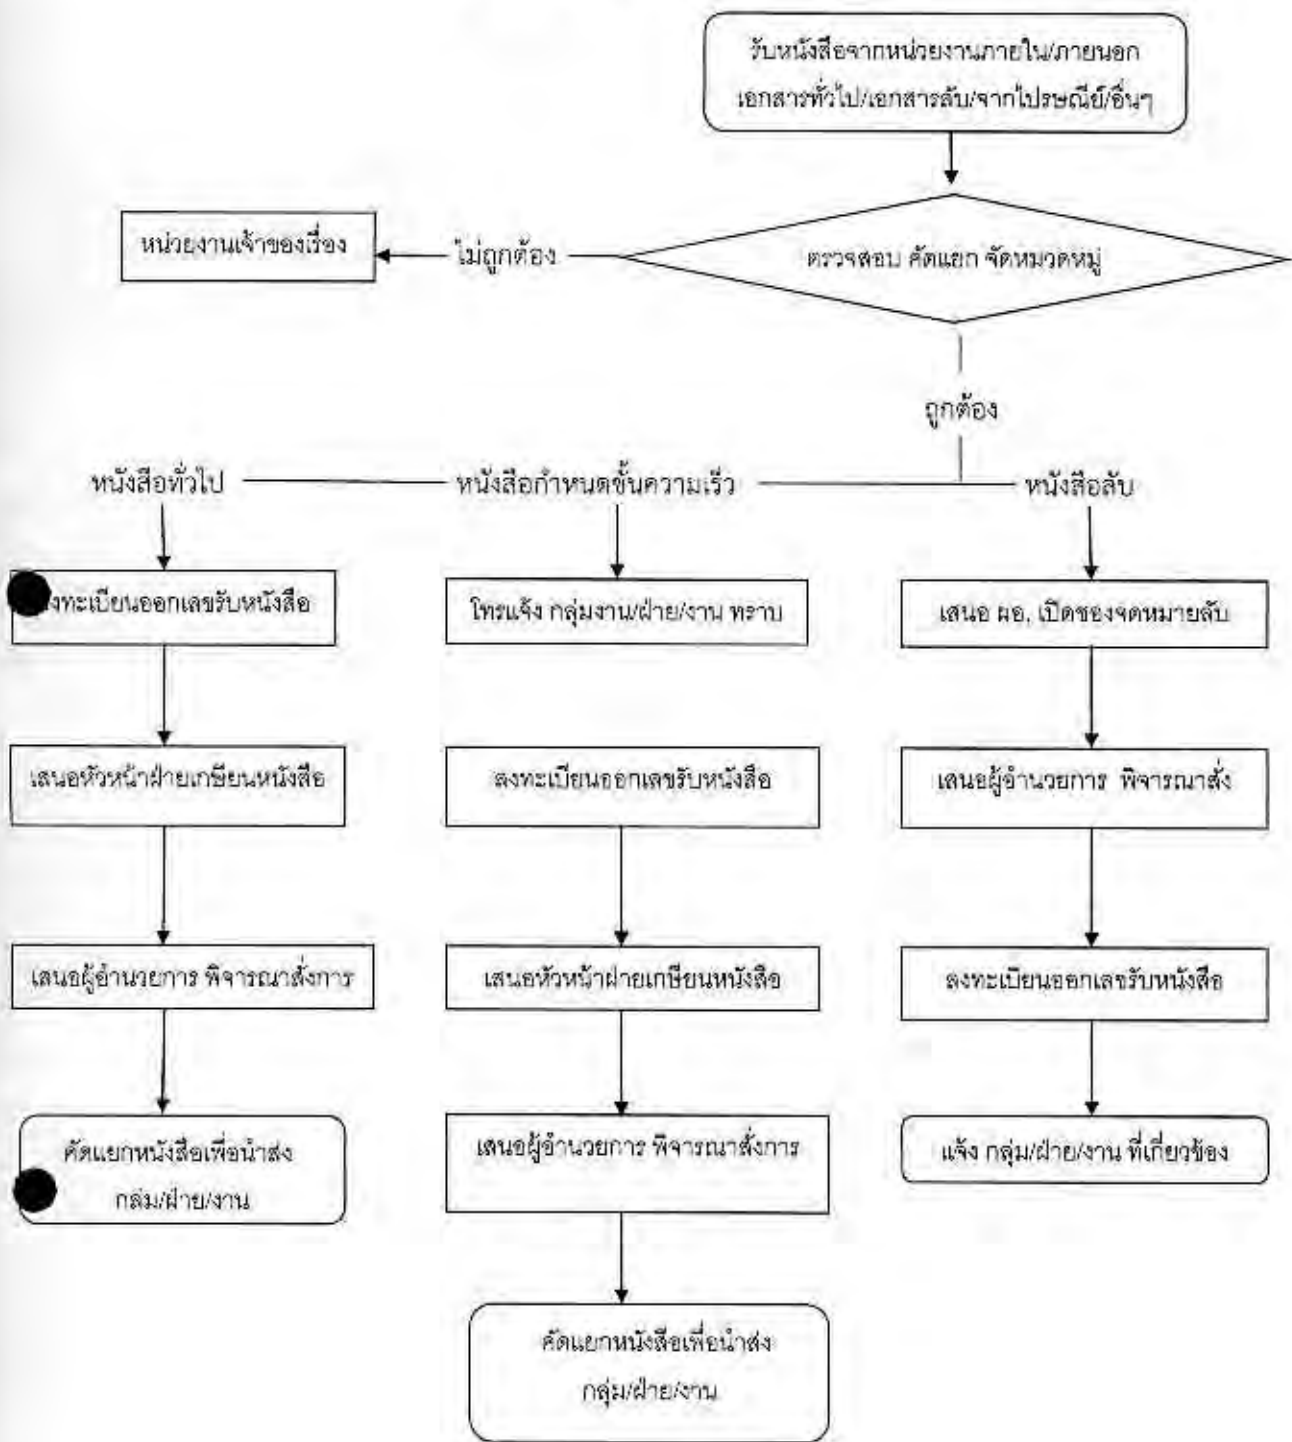 รับหนังสือจากหน่วยงานภายใน/ภายนอก
เอกสารทั่วไป/เอกสารลับ/จากไปรษณีย์/อื่นๆ
หน่วยงานเจ้าของเรื่อง
ไม่ถูกต้อง
ตรวจสอบ คัดแยก จัดหมวดหมู่
ถูกต้อง
หนังสือทั่วไป
หนังสือกำหนดชั้นความเร็ว
หนังสือลับ
ลงทะเบียนออกเลขรับหนังสือ
โทรแจ้ง กลุ่มงาน/ฝ่าย/งาน ทราบ
เสนอ ผอ. เปิดซองจดหมายลับ
เสนอหัวหน้าฝ่ายเกษียนหนังสือ
ลงทะเบียนออกเลขรับหนังสือ
เสนอผู้อำนวยการ พิจารณาสั่ง
เสนอผู้อำนวยการ พิจารณาสั่งการ
เสนอหัวหน้าฝ่ายเกษียนหนังสือ
ลงทะเบียนออกเลขรับหนังสือ
คัดแยกหนังสือเพื่อนำส่ง
กลุ่ม/ฝ่าย/งาน
เสนอผู้อำนวยการ พิจารณาสั่งการ
แจ้ง กลุ่ม/ฝ่าย/งาน ที่เกี่ยวข้อง
คัดแยกหนังสือเพื่อนำส่ง
กลุ่ม/ฝ่าย/งาน